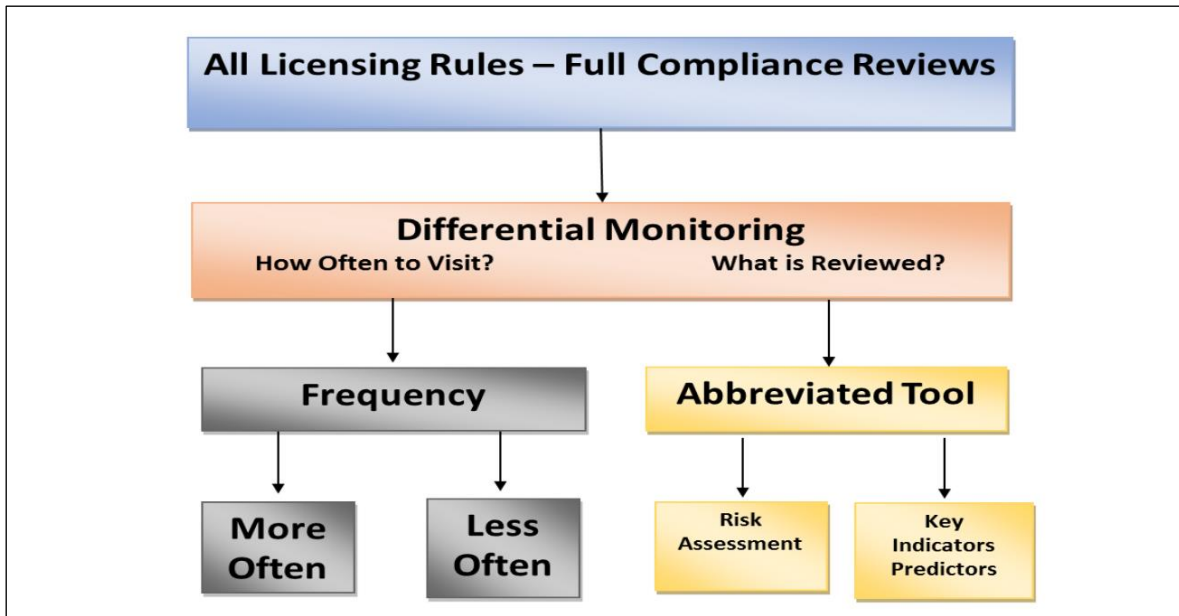 All Licensing Rules – Full Compliance Reviews
Differential Monitoring
How Often to Visit? What is Reviewed?
Frequency
Abbreviated Tool
More
Often
Less
Often
Risk
Assessment
Key
Indicators
Predictors